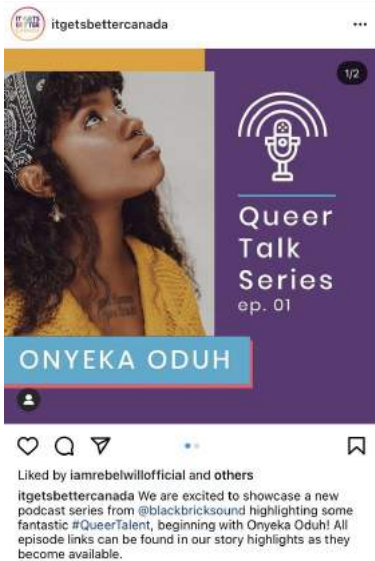 itgetsbettercanada
1/2
Queer
Talk
Series
ep. 01
ONYEKA ODUH
Liked by iamrebelwillofficial and others
itgetsbettercanada We are excited to showcase a new
podcast series from @blackbricksound highlighting some
fantastic #QueerTalent, beginning with Onyeka Oduh! All
episode links can be found in our story highlights as they
become available.